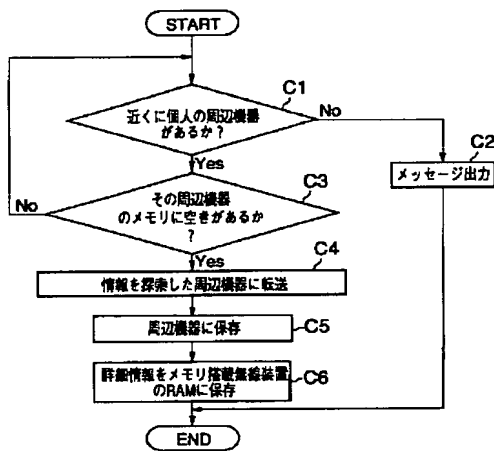 START
C1
近くに個人の周辺機器
があるか？
No
C2
メッセージ出力
Yes
C3
その周辺機器
のメモリに空きがあるか
？
No
Yes
C4
情報を探索した周辺機器に転送
周辺機器に保存
C5
詳細情報をメモリ搭載無線装置
のRAMに保存
C6
END